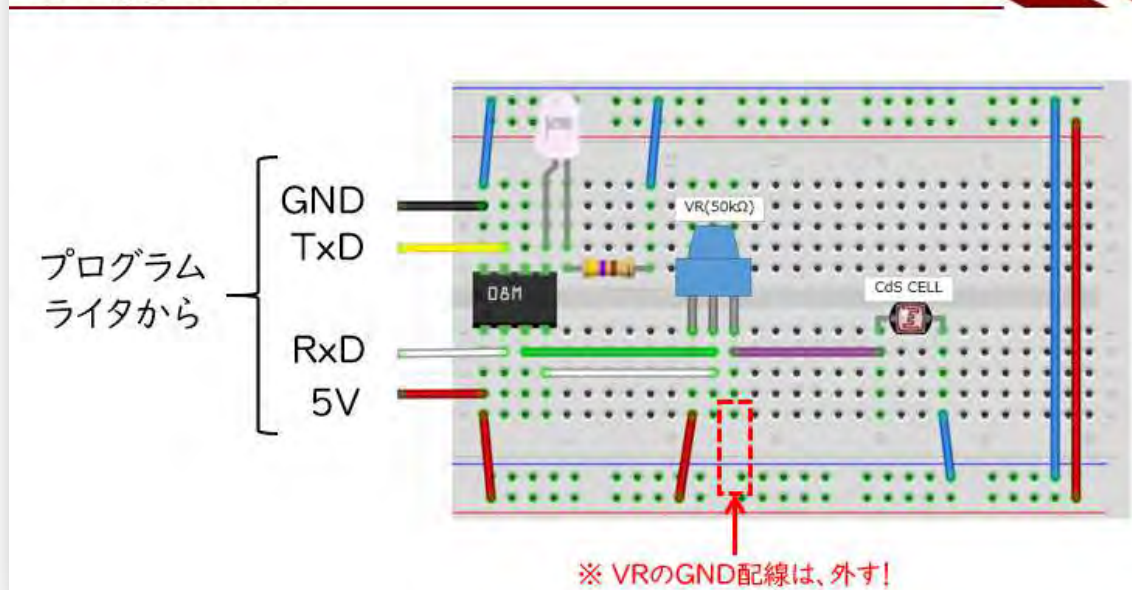 GND
TxD
プログラム
ライタから
RxD
5V
VR(50kΩ)
08M
CdS CELL
※ VRのGND配線は、外す!